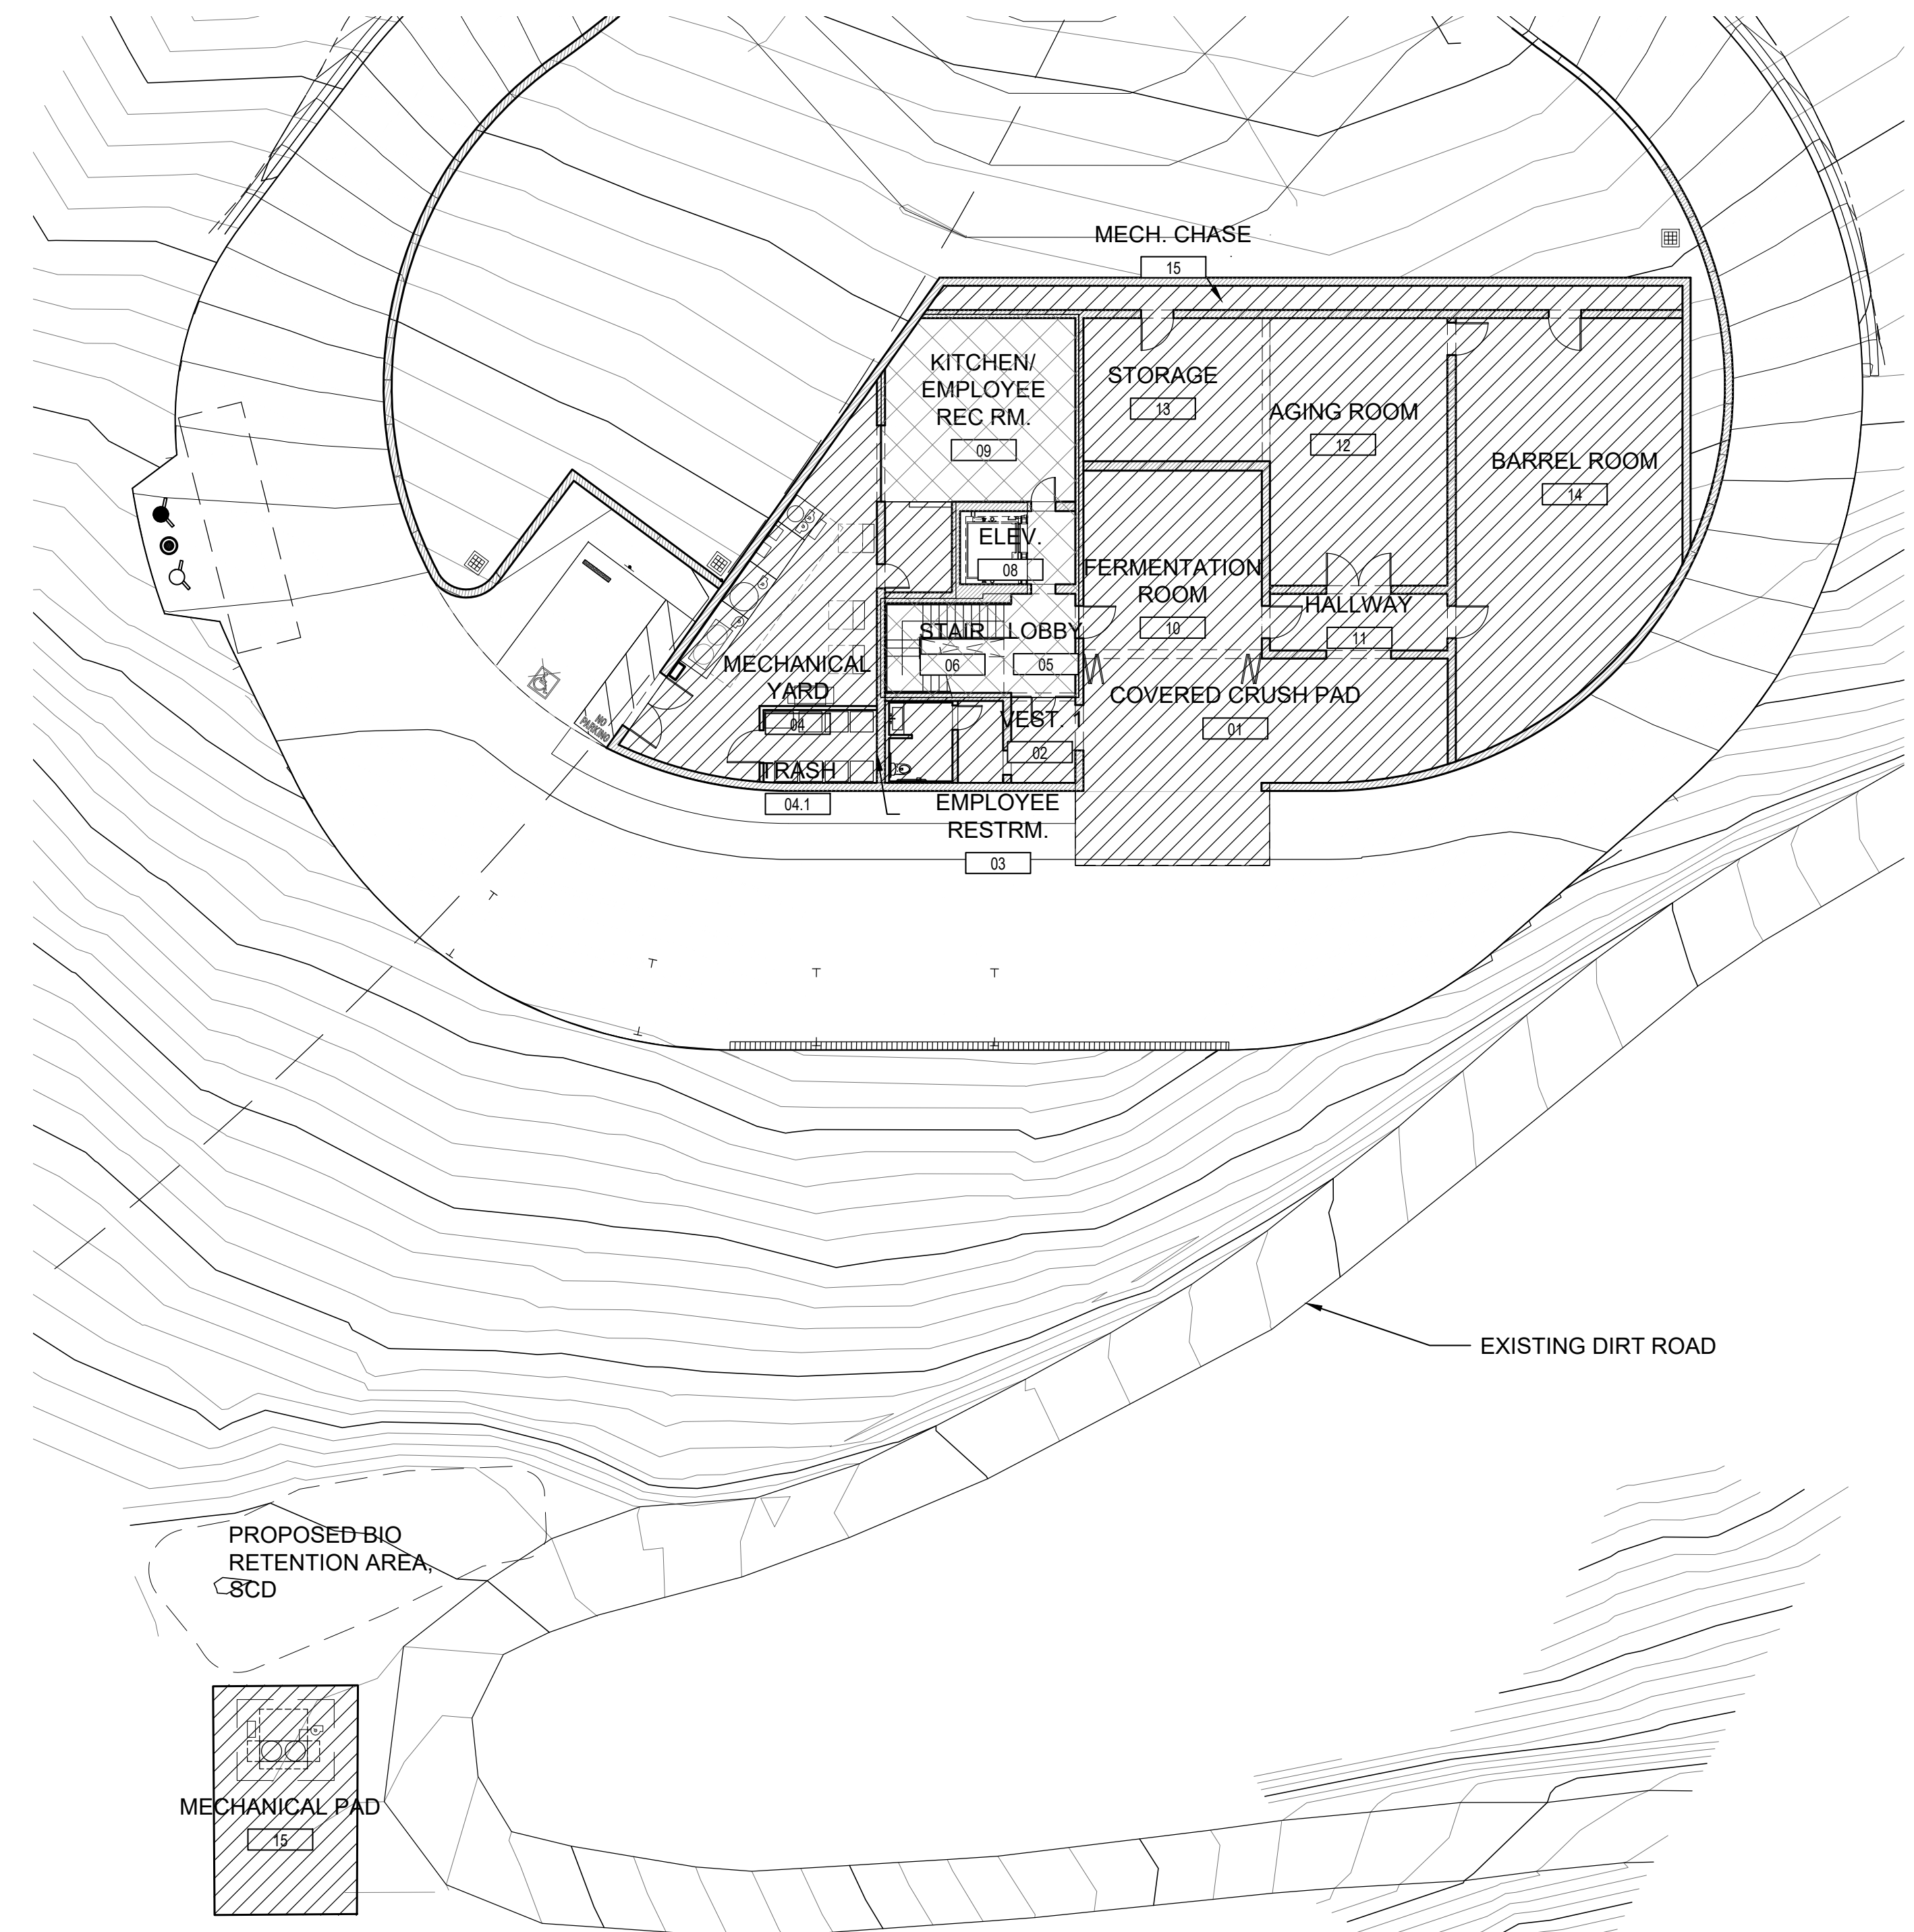 MECH. CHASE
15
KITCHEN/
EMPLOYEE
REC RM.
09
STORAGE
13
AGING ROOM
12
BARREL ROOM
14
ELEV.
08
FERMENTATION
ROOM
10
HALLWAY
11
STAIR
06
LOBBY
05
MECHANICAL
YARD
04
COVERED CRUSH PAD
01
VEST. 1
02
NO
PARKING
TRASH
04.1
EMPLOYEE
RESTRM.
03
EXISTING DIRT ROAD
PROPOSED BIO
RETENTION AREA,
SCD
MECHANICAL PAD
15